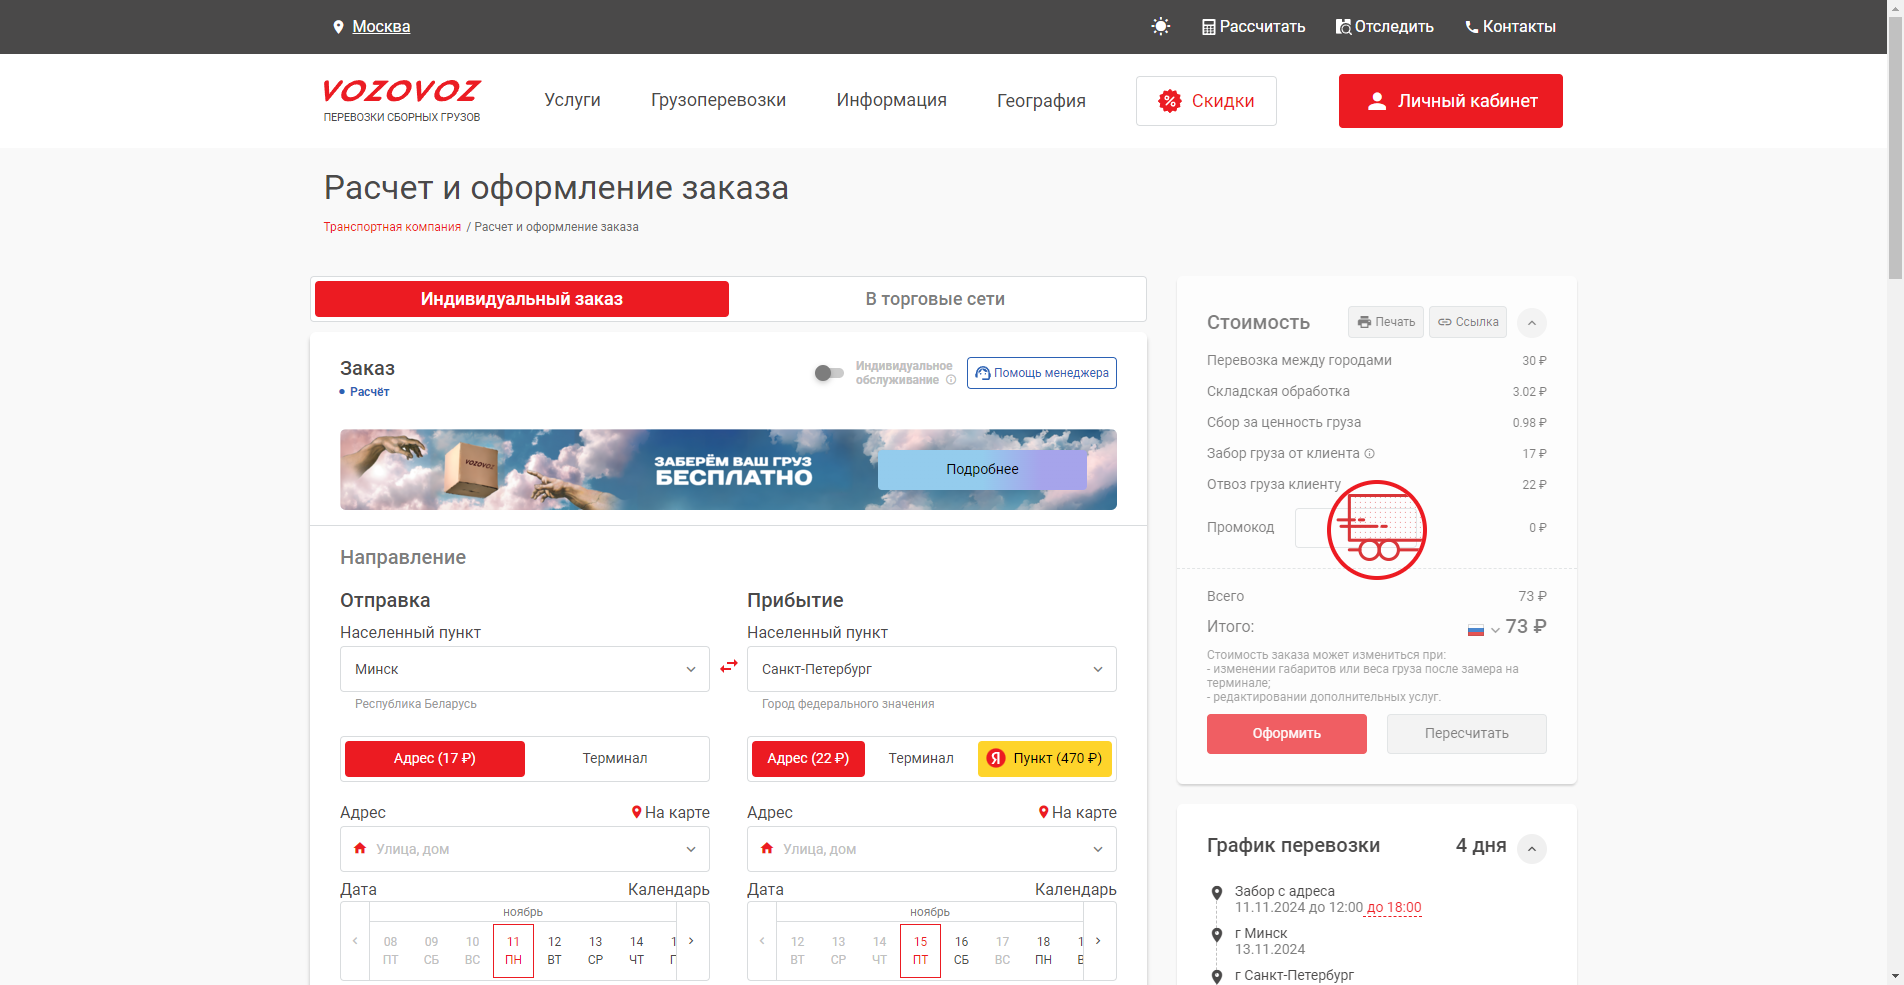 Москва
Рассчитать
Отследить
Контакты
VOZOVOZ
ПЕРЕВОЗКИ СБОРНЫХ ГРУЗОВ
Услуги
Грузоперевозки
Информация
География
Скидки
Личный кабинет
Расчет и оформление заказа
Транспортная компания / Расчет и оформление заказа
Индивидуальный заказ
В торговые сети
Заказ
Расчёт
Индивидуальное
обслуживание
Помощь менеджера
VOZOVOZ
ЗАБЕРЁМ ВАШ ГРУЗ
БЕСПЛАТНО
Подробнее
Направление
Отправка
Населенный пункт
Минск
Республика Беларусь
Адрес (17 ₽)
Терминал
Адрес
На карте
Улица, дом
Дата
Календарь
ноябрь
08 09 10 11 12 13 14 1
ПТ СБ ВС ПН ВТ СР ЧТ П
Прибытие
Населенный пункт
Санкт-Петербург
Город федерального значения
Адрес (22 ₽)
Терминал
Я Пункт (470 ₽)
Адрес
На карте
Улица, дом
Дата
Календарь
ноябрь
12 13 14 15 16 17 18 1
ВТ СР ЧТ ПТ СБ ВС ПН В
Стоимость
Печать
Ссылка
Перевозка между городами 30 ₽
Складская обработка 3.02 ₽
Сбор за ценность груза 0.98 ₽
Забор груза от клиента 17 ₽
Отвоз груза клиенту 22 ₽
Промокод 0 ₽
Всего 73 ₽
Итого: 73 ₽
Стоимость заказа может измениться при:
- изменении габаритов или веса груза после замера на
терминале;
- редактировании дополнительных услуг.
Оформить
Пересчитать
График перевозки 4 дня
Забор с адреса
11.11.2024 до 12:00 до 18:00
г Минск
13.11.2024
г Санкт-Петербург